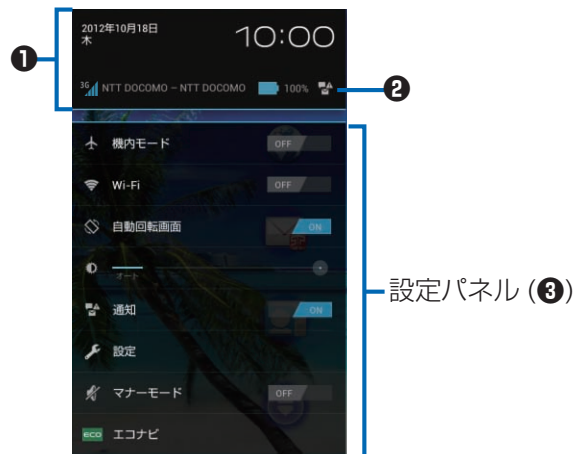 2012年10月18日
木
10:00
❶
3G NTT DOCOMO – NTT DOCOMO 100%
❷
機内モード OFF
Wi-Fi OFF
自動回転画面 ON
オート
設定パネル (❸)
通知 ON
設定
マナーモード OFF
eco エコナビ